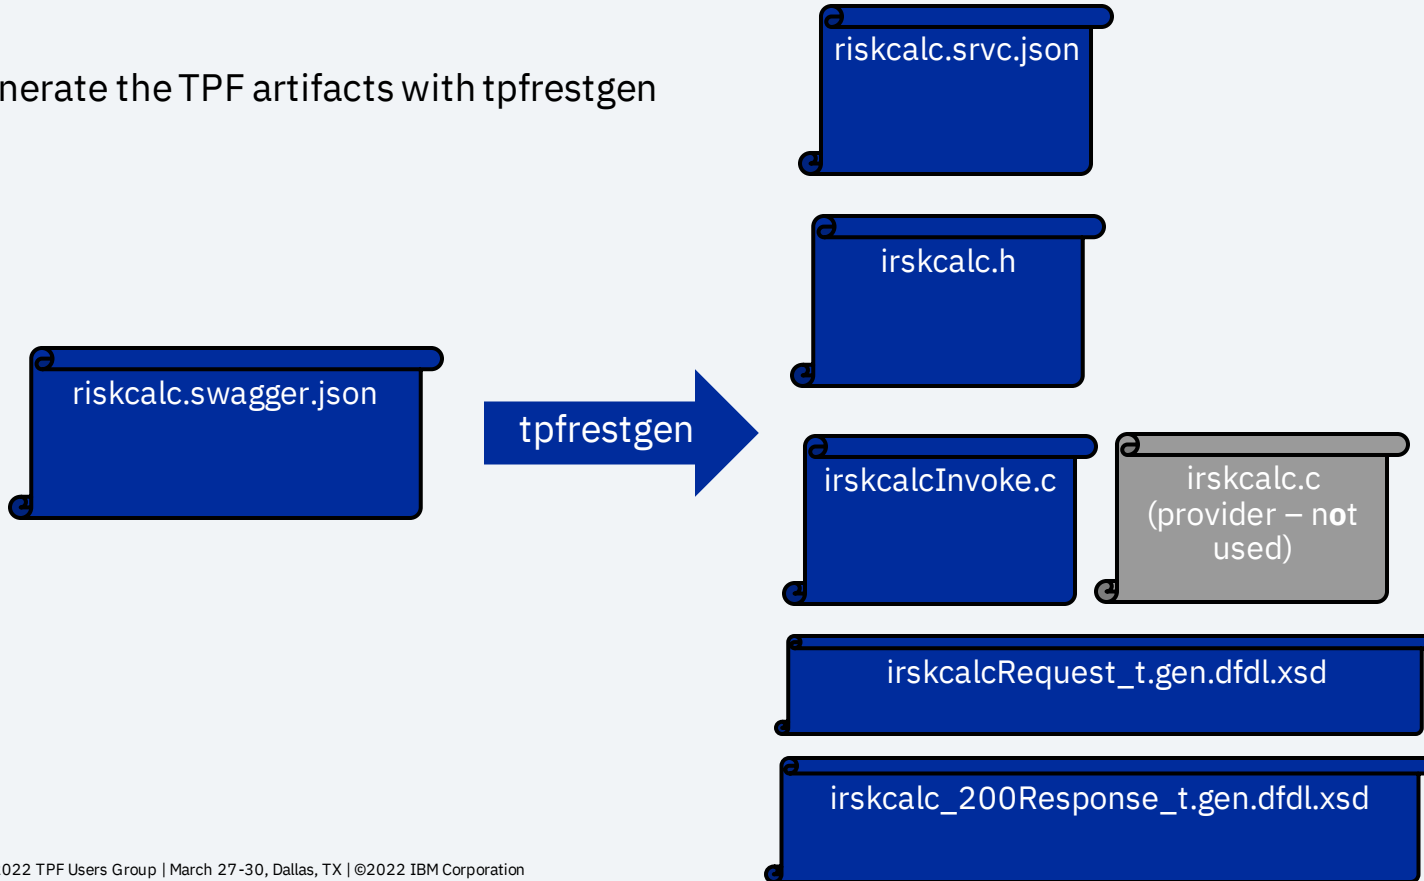 nerate the TPF artifacts with tpfrestgen
riskcalc.srvc.json
irskcalc.h
riskcalc.swagger.json
tpfrestgen
irskcalcInvoke.c
irskcalc.c
(provider – not
used)
irskcalcRequest_t.gen.dfdl.xsd
irskcalc_200Response_t.gen.dfdl.xsd
022 TPF Users Group | March 27-30, Dallas, TX | ©2022 IBM Corporation